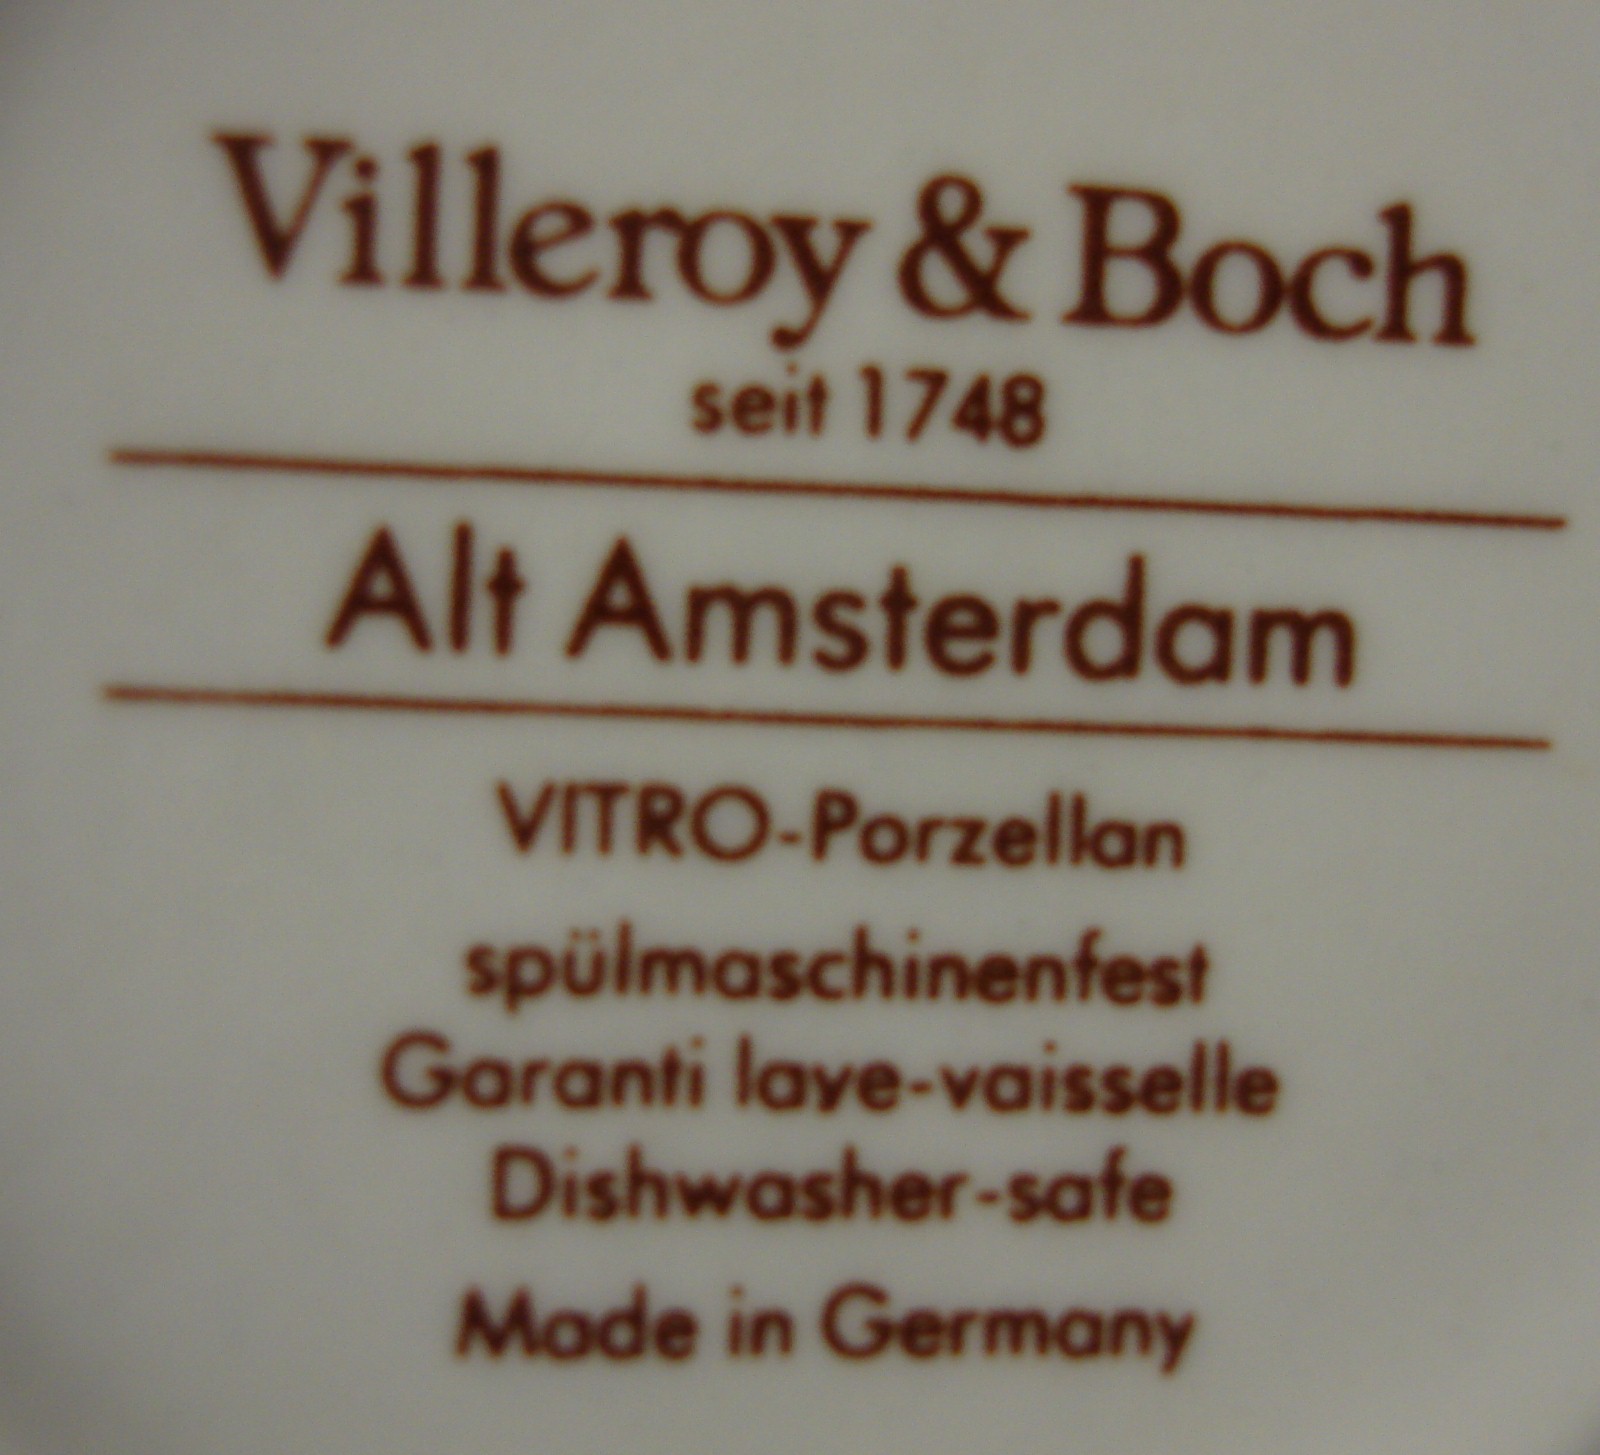 Villeroy & Boch
seit 1748
Alt Amsterdam
VITRO-Porzellan
spülmaschinenfest
Garanti lave-vaisselle
Dishwasher-safe
Made in Germany